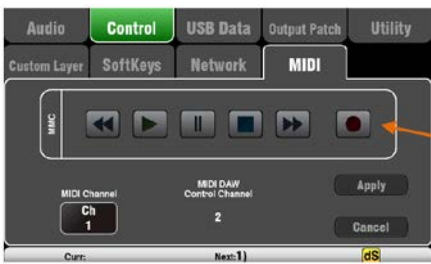 Audio Control USB Data Output Patch Utility
Custom Layer SoftKeys Network MIDI
MMC
MIDI Channel MIDI DAW
Control Channel Apply
Ch
1 2
Cancel
Curr: Next:1) dS